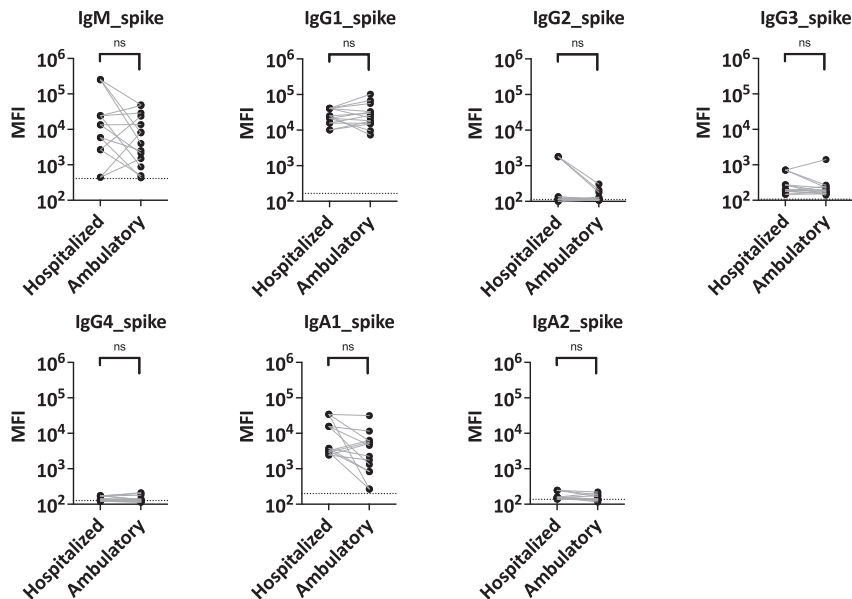 IgM_spike
ns
MFI
10⁶
10⁵
10⁴
10³
10²
Hospitalized
Ambulatory
IgG1_spike
ns
MFI
10⁶
10⁵
10⁴
10³
10²
Hospitalized
Ambulatory
IgG2_spike
ns
MFI
10⁶
10⁵
10⁴
10³
10²
Hospitalized
Ambulatory
IgG3_spike
ns
MFI
10⁶
10⁵
10⁴
10³
10²
Hospitalized
Ambulatory
IgG4_spike
ns
MFI
10⁶
10⁵
10⁴
10³
10²
Hospitalized
Ambulatory
IgA1_spike
ns
MFI
10⁶
10⁵
10⁴
10³
10²
Hospitalized
Ambulatory
IgA2_spike
ns
MFI
10⁶
10⁵
10⁴
10³
10²
Hospitalized
Ambulatory